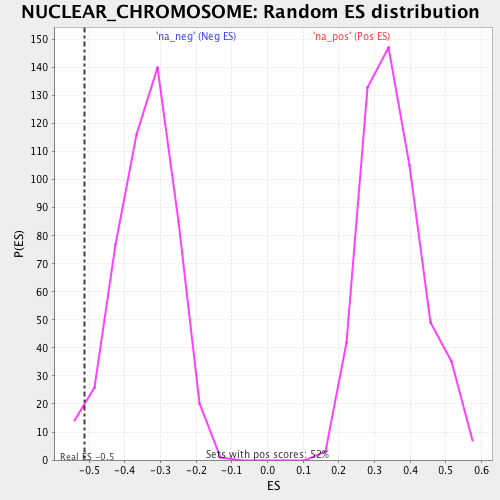 NUCLEAR_CHROMOSOME: Random ES distribution
'na_neg' (Neg ES)
'na_pos' (Pos ES)
P(ES)
150
140
130
120
110
100
90
80
70
60
50
40
30
20
10
0
Real ES -0.5
Sets with pos scores: 52%
-0.5 -0.4 -0.3 -0.2 -0.1 0.0 0.1 0.2 0.3 0.4 0.5 0.6
ES